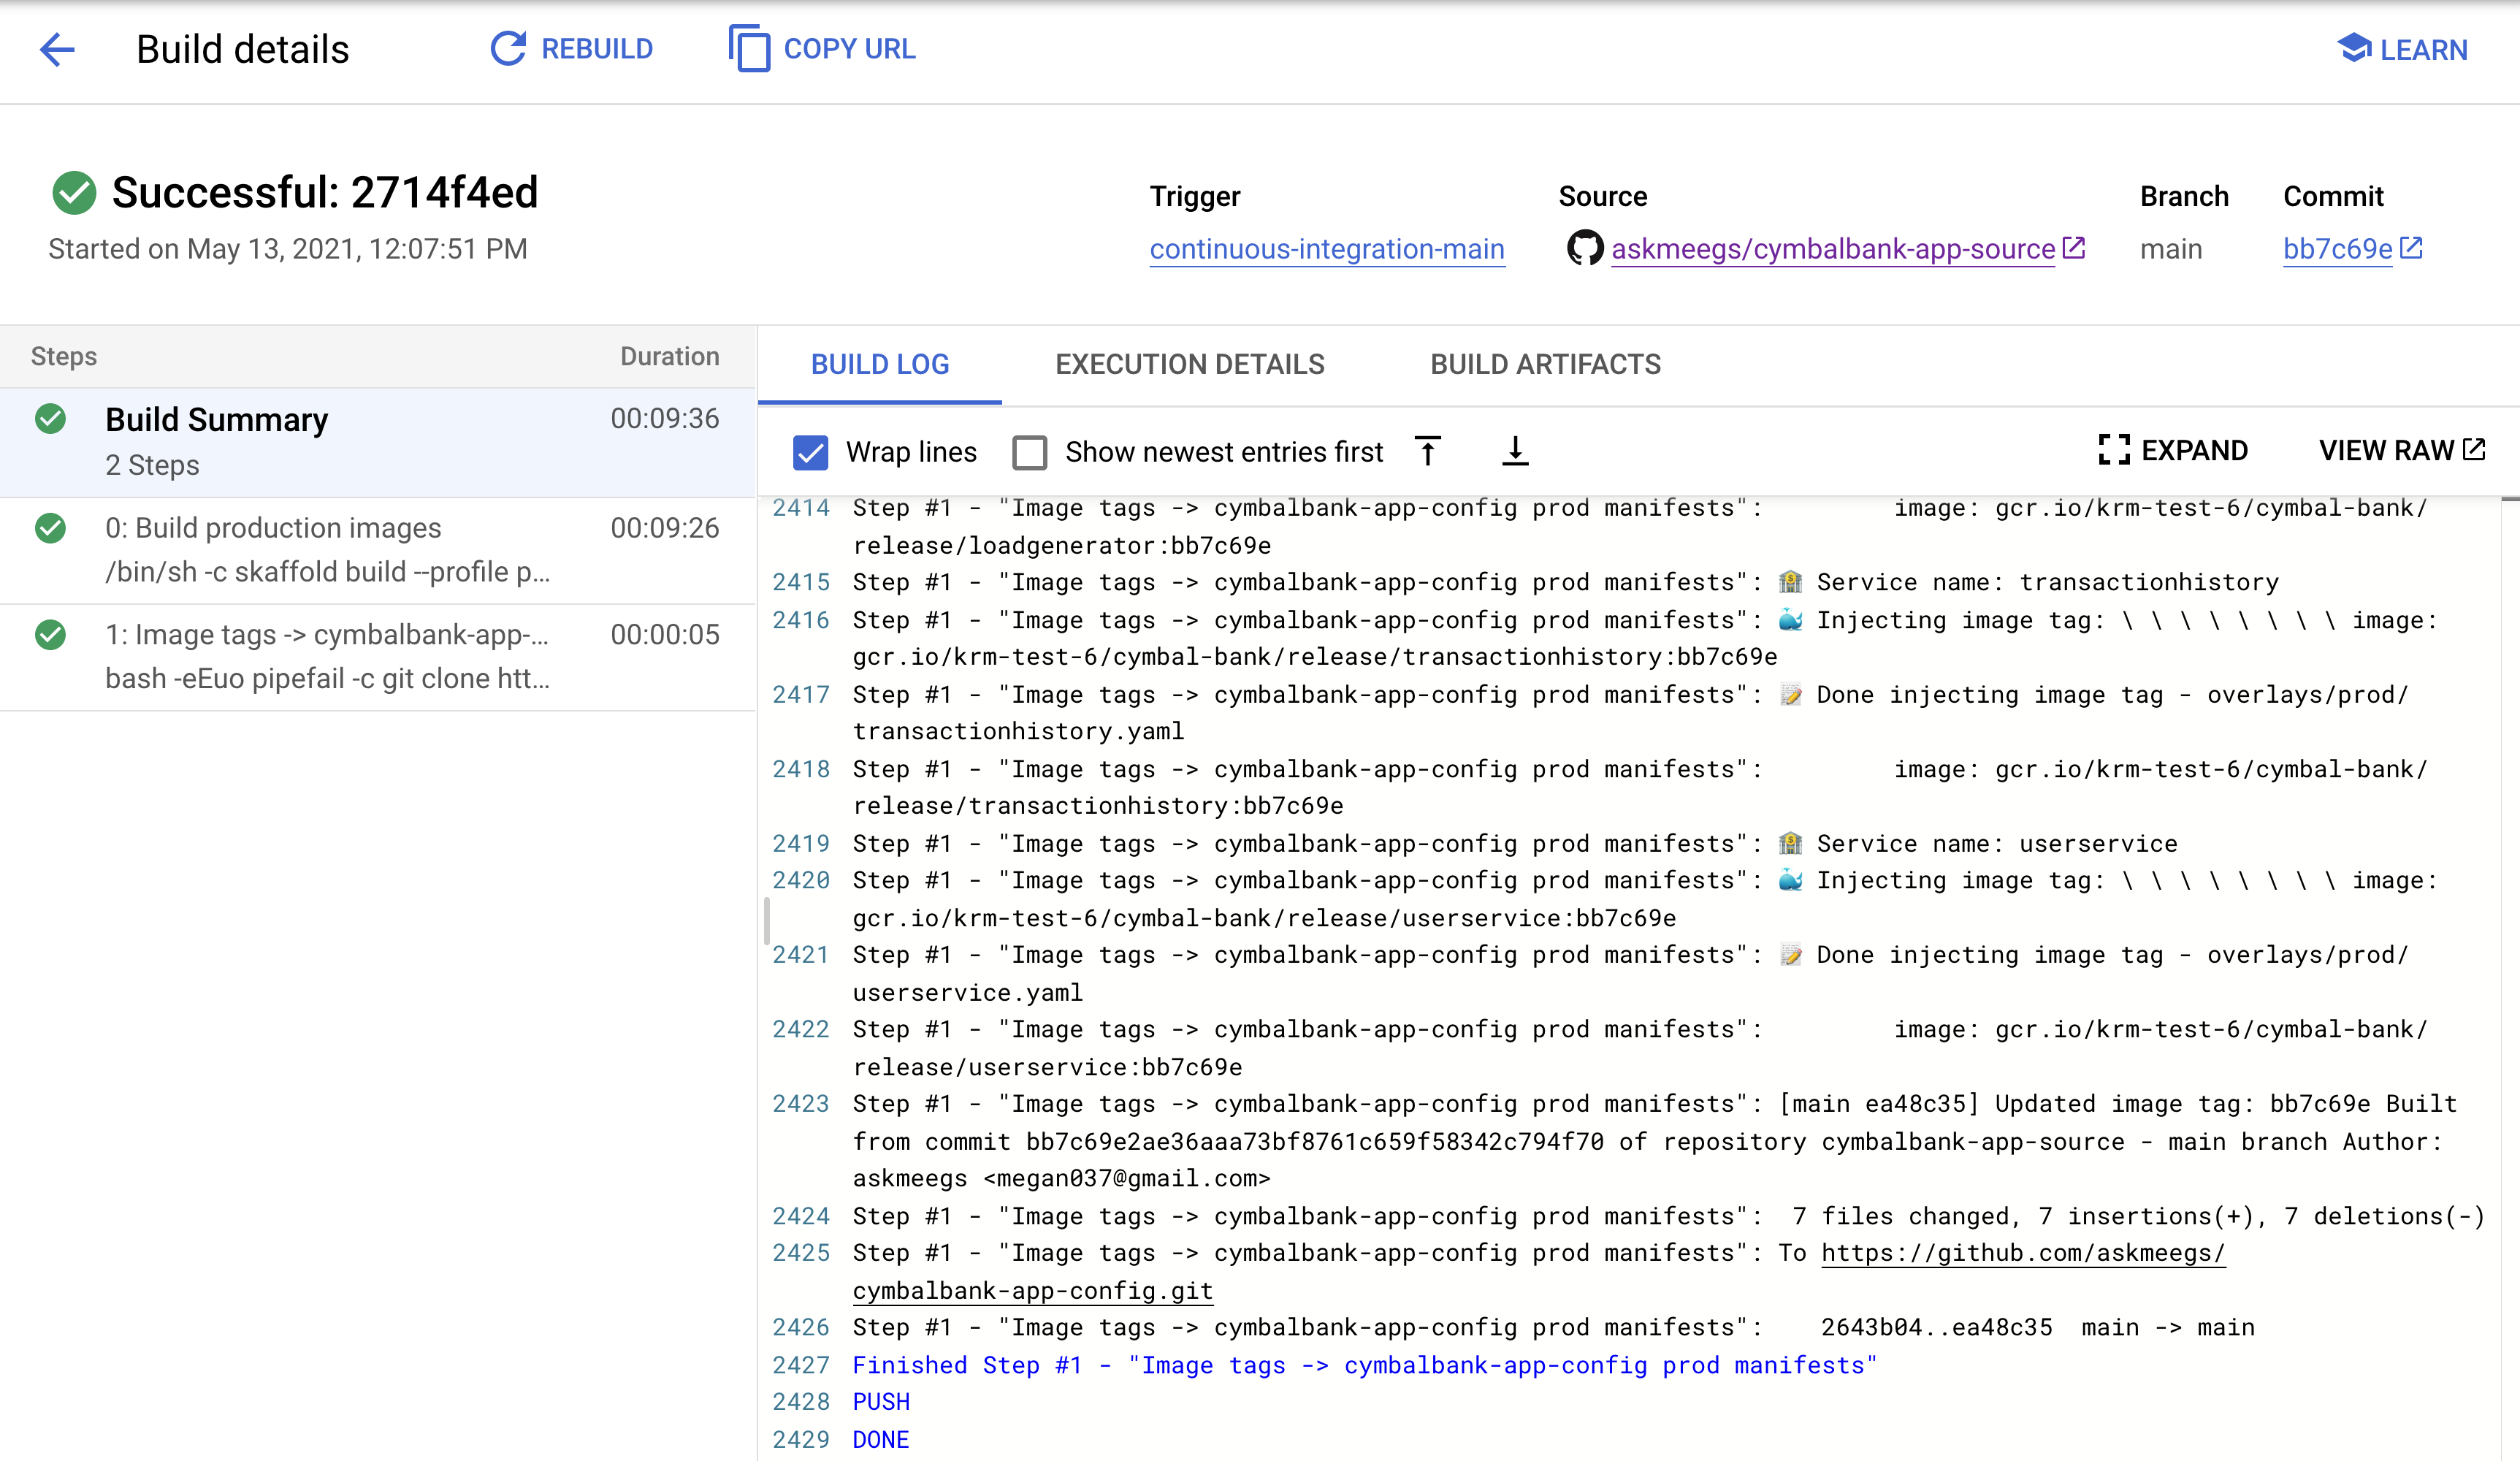 Build details
REBUILD
COPY URL
LEARN
Successful: 2714f4ed
Started on May 13, 2021, 12:07:51 PM
Trigger
continuous-integration-main
Source
askmeegs/cymbalbank-app-source
Branch
main
Commit
bb7c69e
Steps
Duration
Build Summary
00:09:36
2 Steps
0: Build production images
00:09:26
/bin/sh -c skaffold build --profile p...
1: Image tags -> cymbalbank-app-...
00:00:05
bash -eEuo pipefail -c git clone htt...
BUILD LOG
EXECUTION DETAILS
BUILD ARTIFACTS
Wrap lines
Show newest entries first
EXPAND
VIEW RAW
2414 Step #1 - "Image tags -> cymbalbank-app-config prod manifests":         image: gcr.io/krm-test-6/cymbal-bank/
release/loadgenerator:bb7c69e
2415 Step #1 - "Image tags -> cymbalbank-app-config prod manifests": 🏦 Service name: transactionhistory
2416 Step #1 - "Image tags -> cymbalbank-app-config prod manifests": 🐳 Injecting image tag: \ \ \ \ \ \ \ \ image:
gcr.io/krm-test-6/cymbal-bank/release/transactionhistory:bb7c69e
2417 Step #1 - "Image tags -> cymbalbank-app-config prod manifests": 📝 Done injecting image tag - overlays/prod/
transactionhistory.yaml
2418 Step #1 - "Image tags -> cymbalbank-app-config prod manifests":         image: gcr.io/krm-test-6/cymbal-bank/
release/transactionhistory:bb7c69e
2419 Step #1 - "Image tags -> cymbalbank-app-config prod manifests": 🏦 Service name: userservice
2420 Step #1 - "Image tags -> cymbalbank-app-config prod manifests": 🐳 Injecting image tag: \ \ \ \ \ \ \ \ image:
gcr.io/krm-test-6/cymbal-bank/release/userservice:bb7c69e
2421 Step #1 - "Image tags -> cymbalbank-app-config prod manifests": 📝 Done injecting image tag - overlays/prod/
userservice.yaml
2422 Step #1 - "Image tags -> cymbalbank-app-config prod manifests":         image: gcr.io/krm-test-6/cymbal-bank/
release/userservice:bb7c69e
2423 Step #1 - "Image tags -> cymbalbank-app-config prod manifests": [main ea48c35] Updated image tag: bb7c69e Built
from commit bb7c69e2ae36aaa73bf8761c659f58342c794f70 of repository cymbalbank-app-source - main branch Author:
askmeegs <megan037@gmail.com>
2424 Step #1 - "Image tags -> cymbalbank-app-config prod manifests":  7 files changed, 7 insertions(+), 7 deletions(-)
2425 Step #1 - "Image tags -> cymbalbank-app-config prod manifests": To https://github.com/askmeegs/
cymbalbank-app-config.git
2426 Step #1 - "Image tags -> cymbalbank-app-config prod manifests":    2643b04..ea48c35  main -> main
2427 Finished Step #1 - "Image tags -> cymbalbank-app-config prod manifests"
2428 PUSH
2429 DONE